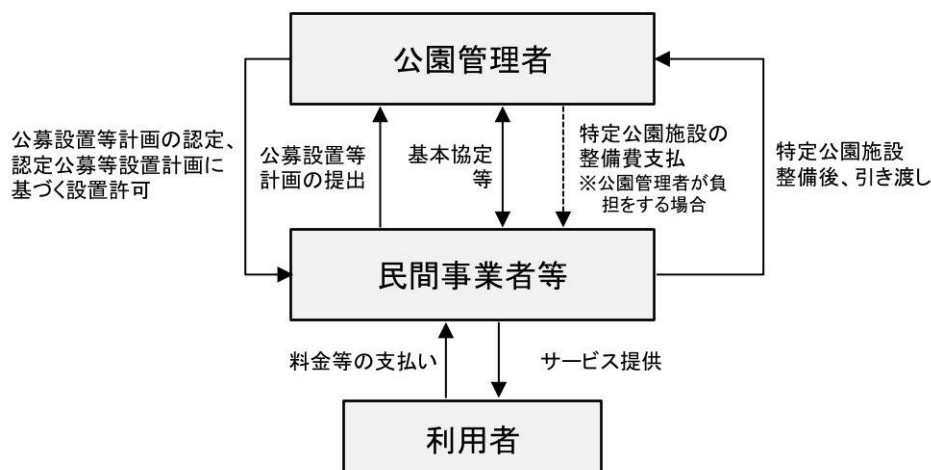 公園管理者
公募設置等計画の認定、
認定公募等設置計画に
基づく設置許可
公募設置等
計画の提出
基本協定
等
特定公園施設の
整備費支払
※公園管理者が負
担をする場合
特定公園施設
整備後、引き渡し
民間事業者等
料金等の支払い
サービス提供
利用者